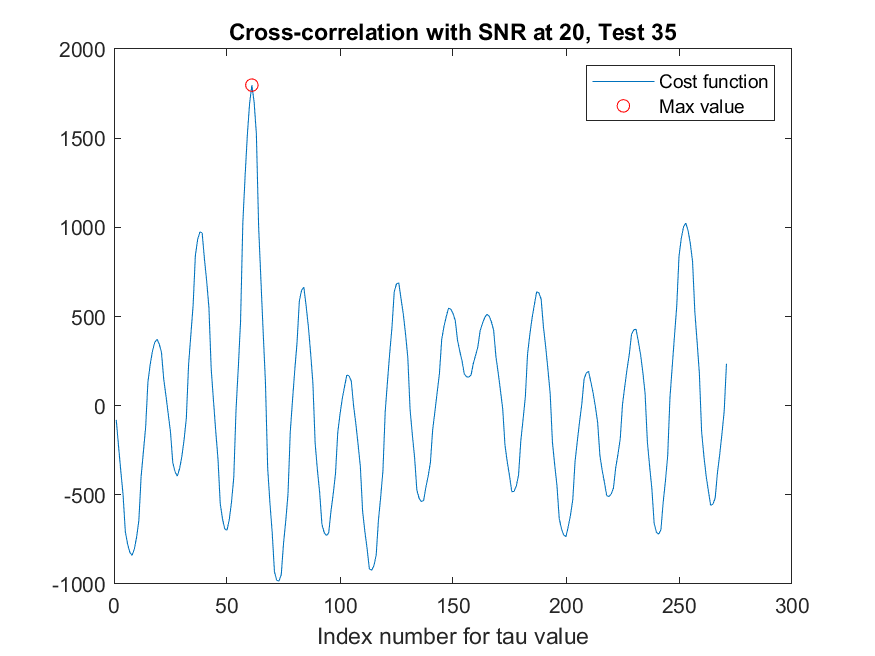 Cross-correlation with SNR at 20, Test 35
2000
1500
1000
500
0
-500
-1000
Cost function
Max value
0 50 100 150 200 250 300
Index number for tau value